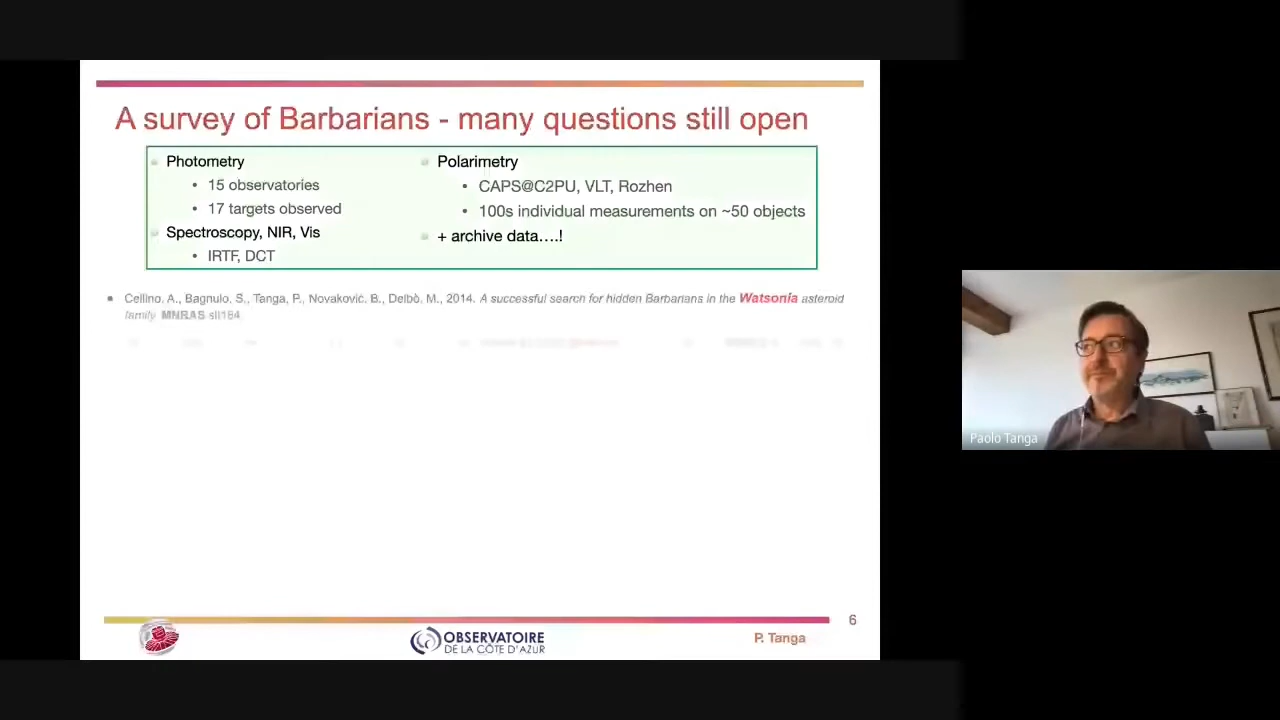 A survey of Barbarians - many questions still open
Photometry
• 15 observatories
• 17 targets observed
Spectroscopy, NIR, Vis
• IRTF, DCT
Polarimetry
• CAPS@C2PU, VLT, Rozhen
• 100s individual measurements on ~50 objects
+ archive data….!
Cellino, A., Bagnulo, S., Tanga, P., Novaković, B., Delbò, M., 2014. A successful search for hidden Barbarians in the Watsonia asteroid
family MNRAS sll184
6
OBSERVATOIRE
DE LA CÔTE D'AZUR
P. Tanga
Paolo Tanga